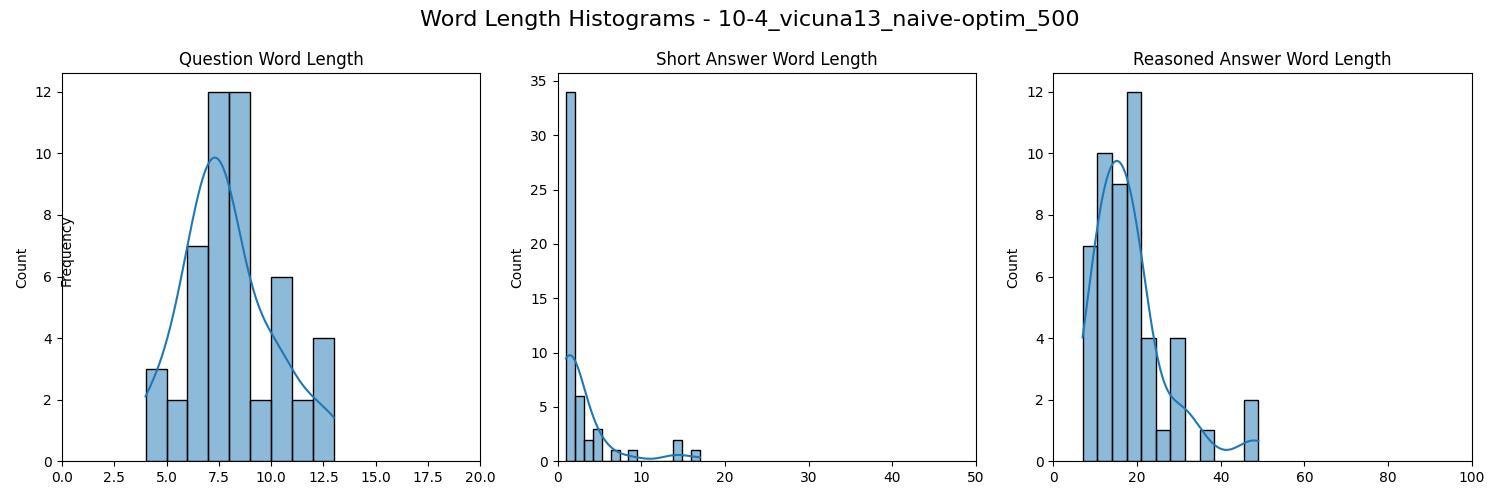 Word Length Histograms - 10-4_vicuna13_naive-optim_500
Question Word Length
Count
Frequency
12
10
8
6
4
2
0
0.0 2.5 5.0 7.5 10.0 12.5 15.0 17.5 20.0
Short Answer Word Length
Count
35
30
25
20
15
10
5
0
0 10 20 30 40 50
Reasoned Answer Word Length
Count
12
10
8
6
4
2
0
0 20 40 60 80 100